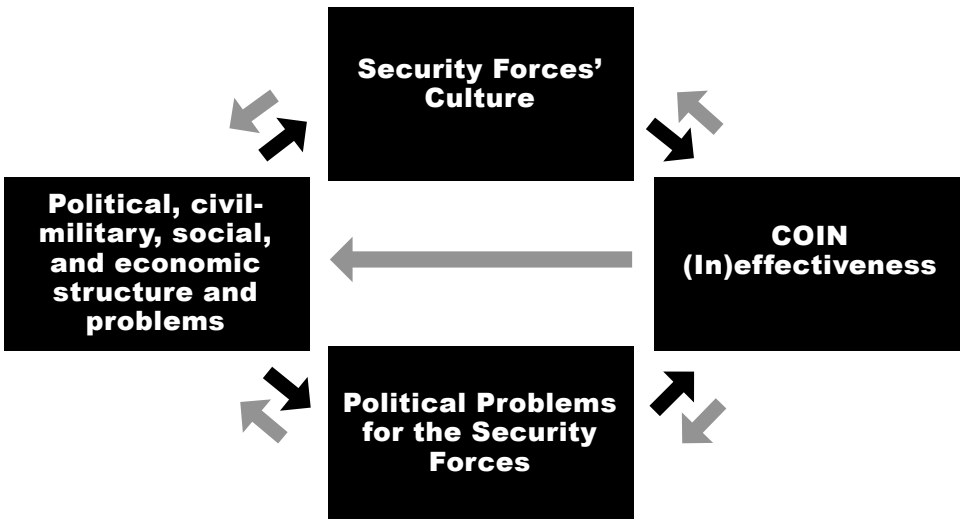 Security Forces’
Culture
Political, civil-
military, social,
and economic
structure and
problems
COIN
(In)effectiveness
Political Problems
for the Security
Forces